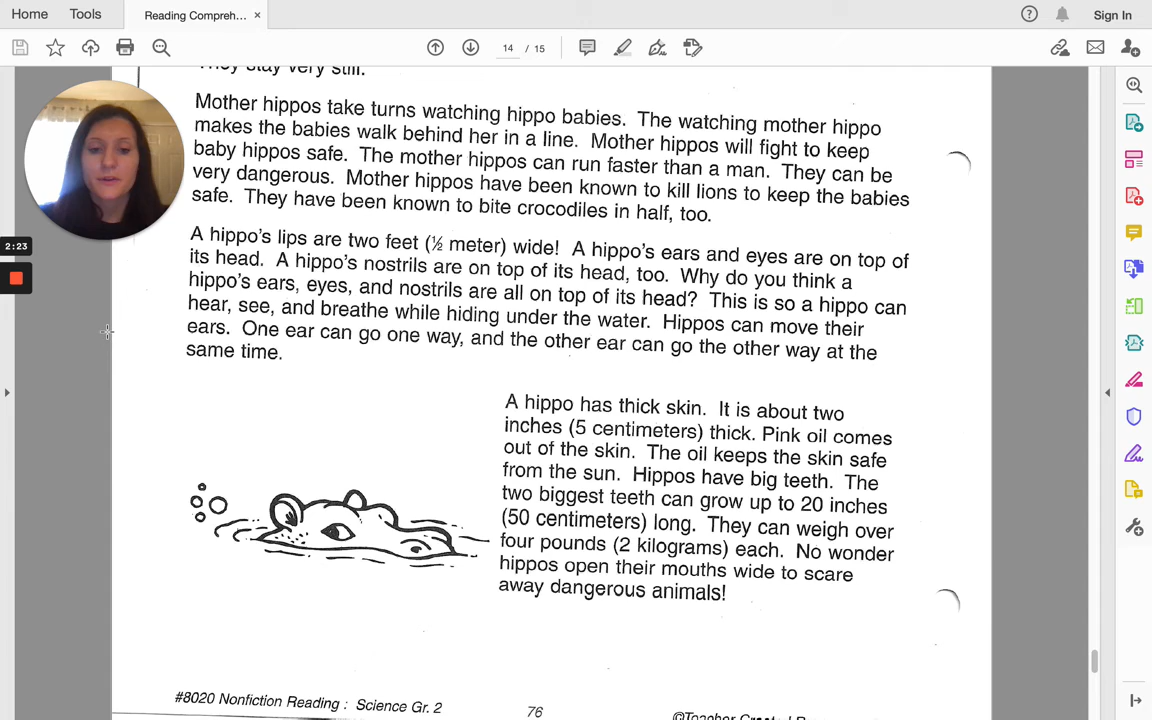 Home Tools Reading Compreh... × Sign In
14 / 15
They stay very still.
Mother hippos take turns watching hippo babies. The watching mother hippo
makes the babies walk behind her in a line. Mother hippos will fight to keep
baby hippos safe. The mother hippos can run faster than a man. They can be
very dangerous. Mother hippos have been known to kill lions to keep the babies
safe. They have been known to bite crocodiles in half, too.
2:23
A hippo's lips are two feet (½ meter) wide! A hippo's ears and eyes are on top of
its head. A hippo's nostrils are on top of its head, too. Why do you think a
hippo's ears, eyes, and nostrils are all on top of its head? This is so a hippo can
hear, see, and breathe while hiding under the water. Hippos can move their
ears. One ear can go one way, and the other ear can go the other way at the
same time.
A hippo has thick skin. It is about two
inches (5 centimeters) thick. Pink oil comes
out of the skin. The oil keeps the skin safe
from the sun. Hippos have big teeth. The
two biggest teeth can grow up to 20 inches
(50 centimeters) long. They can weigh over
four pounds (2 kilograms) each. No wonder
hippos open their mouths wide to scare
away dangerous animals!
#8020 Nonfiction Reading: Science Gr. 2 76 ©Teacher Created